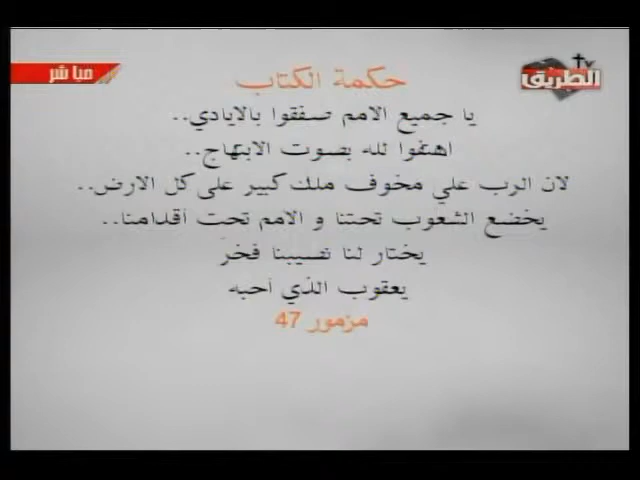 مباشر
الطريق tv
حكمة الكتاب
يا جميع الامم صفقوا بالايادي..
اهتفوا لله بصوت الابتهاج..
لان الرب علي مخوف ملك كبير على كل الارض..
يخضع الشعوب تحتنا و الامم تحت أقدامنا..
يختار لنا نصيبنا فخرَ
يعقوب الذي أحبه
مزمور 47